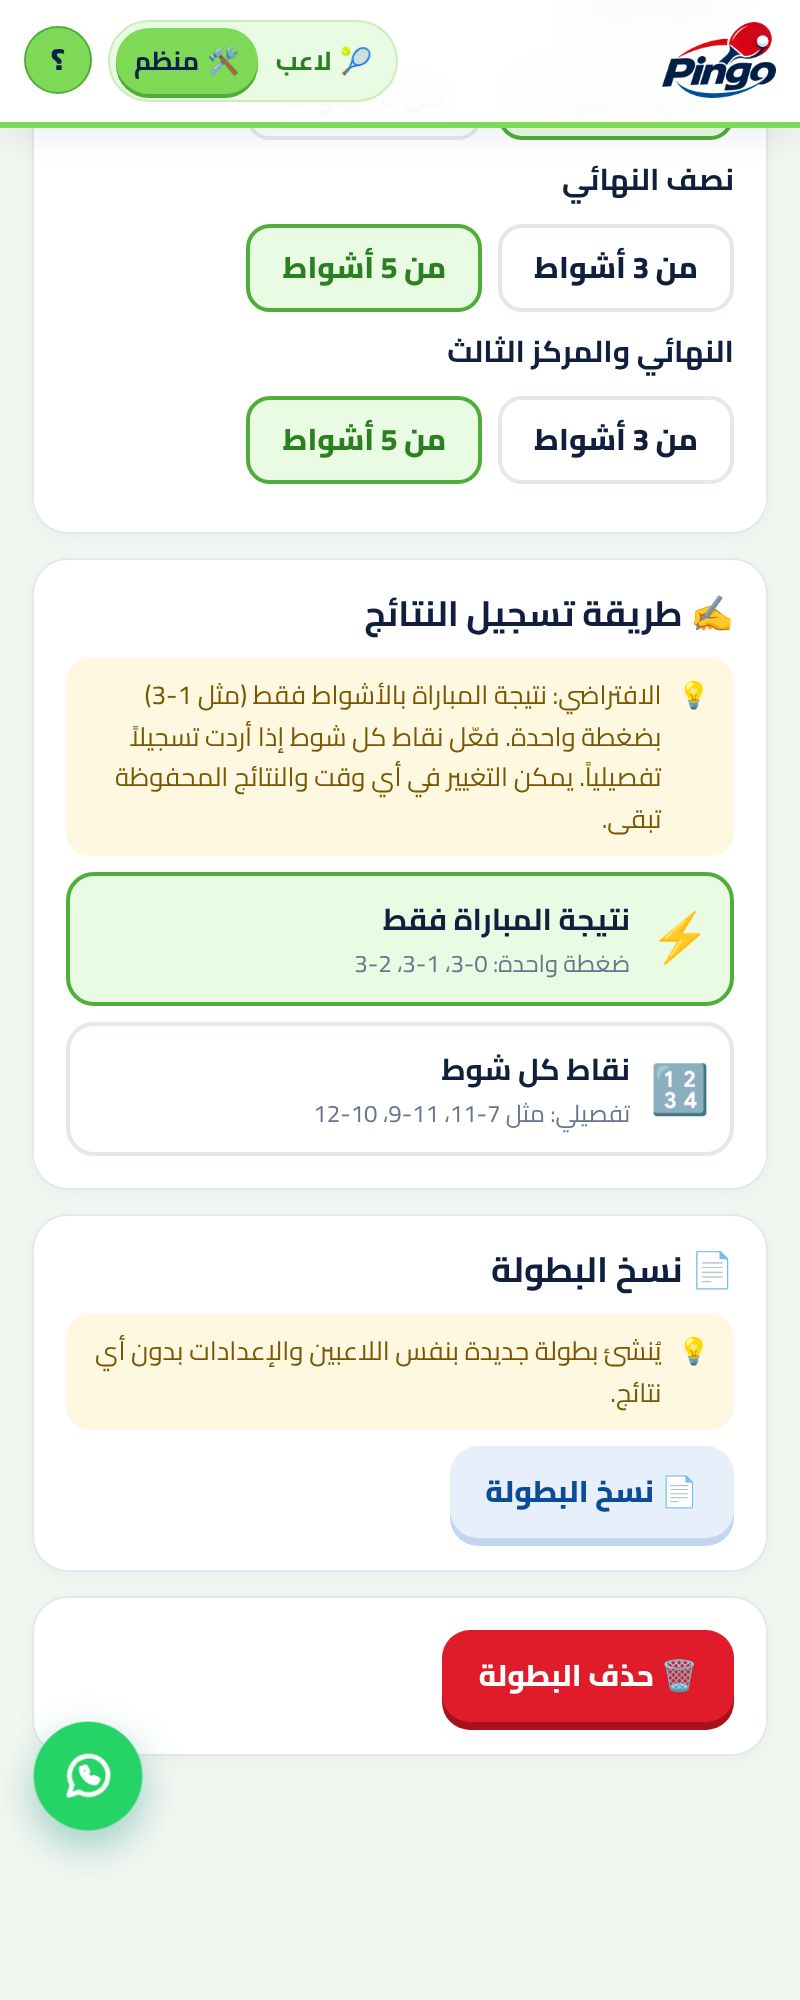 Pingo
🎾 لاعب
🛠️ منظم
؟
نصف النهائي
من 3 أشواط
من 5 أشواط
النهائي والمركز الثالث
من 3 أشواط
من 5 أشواط
✍️ طريقة تسجيل النتائج
💡 الافتراضي: نتيجة المباراة بالأشواط فقط (مثل 1-3)
بضغطة واحدة. فعّل نقاط كل شوط إذا أردت تسجيلاً
تفصيلياً. يمكن التغيير في أي وقت والنتائج المحفوظة
تبقى.
⚡ نتيجة المباراة فقط
ضغطة واحدة: 0-3، 1-3، 2-3
🔢 نقاط كل شوط
تفصيلي: مثل 7-11، 11-9، 10-12
📄 نسخ البطولة
💡 يُنشئ بطولة جديدة بنفس اللاعبين والإعدادات بدون أي
نتائج.
📄 نسخ البطولة
🗑️ حذف البطولة